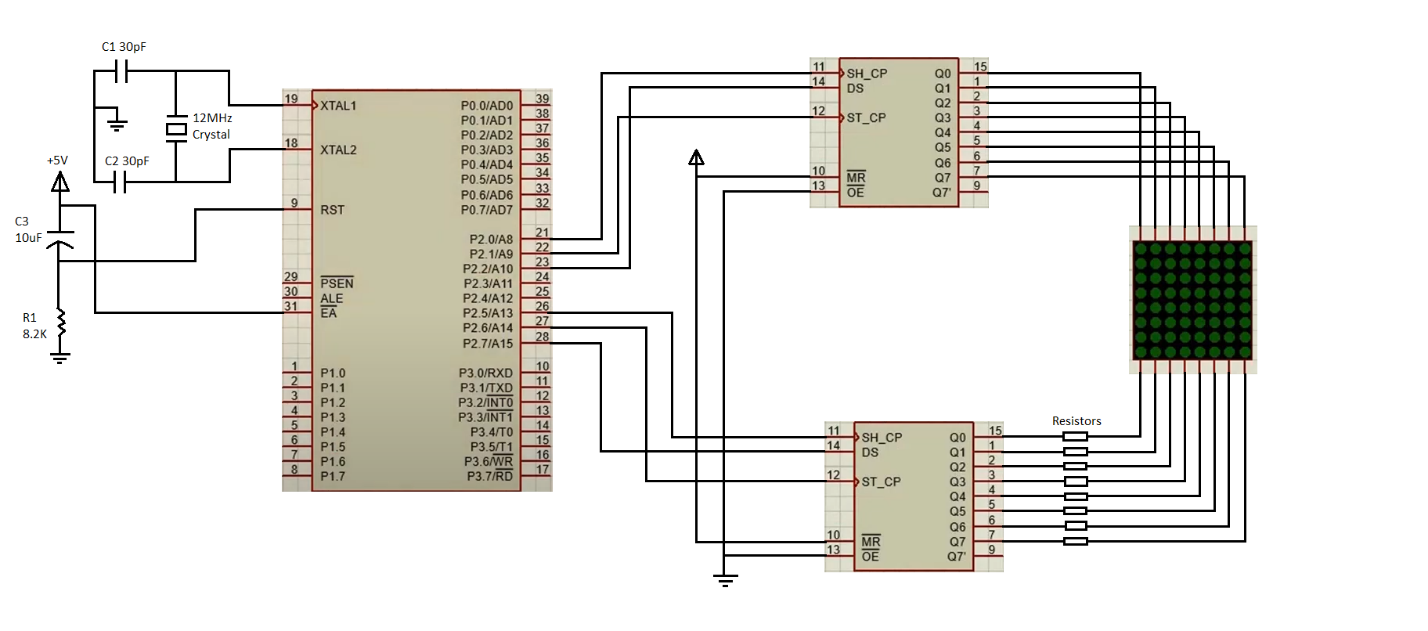 C1 30pF
12MHz
Crystal
C2 30pF
+5V
C3
10uF
R1
8.2K
19 XTAL1
18 XTAL2
9 RST
29 PSEN
30 ALE
31 EA
1 P1.0
2 P1.1
3 P1.2
4 P1.3
5 P1.4
6 P1.5
7 P1.6
8 P1.7
P0.0/AD0 39
P0.1/AD1 38
P0.2/AD2 37
P0.3/AD3 36
P0.4/AD4 35
P0.5/AD5 34
P0.6/AD6 33
P0.7/AD7 32
P2.0/A8 21
P2.1/A9 22
P2.2/A10 23
P2.3/A11 24
P2.4/A12 25
P2.5/A13 26
P2.6/A14 27
P2.7/A15 28
P3.0/RXD 10
P3.1/TXD 11
P3.2/INT0 12
P3.3/INT1 13
P3.4/T0 14
P3.5/T1 15
P3.6/WR 16
P3.7/RD 17
11 SH_CP
14 DS
12 ST_CP
10 MR
13 OE
Q0 15
Q1 1
Q2 2
Q3 3
Q4 4
Q5 5
Q6 6
Q7 7
Q7' 9
11 SH_CP
14 DS
12 ST_CP
10 MR
13 OE
Q0 15
Q1 1
Q2 2
Q3 3
Q4 4
Q5 5
Q6 6
Q7 7
Q7' 9
Resistors